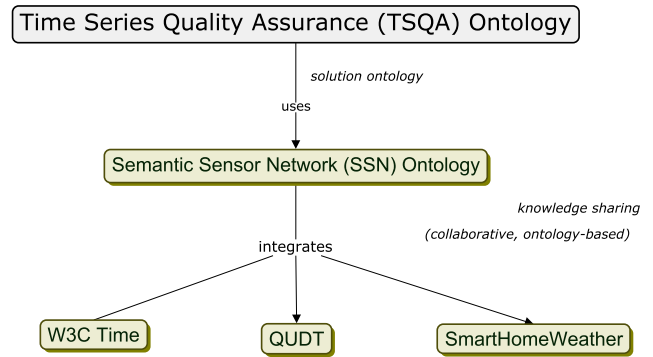 Time Series Quality Assurance (TSQA) Ontology
solution ontology
uses
Semantic Sensor Network (SSN) Ontology
knowledge sharing
(collaborative, ontology-based)
integrates
W3C Time
QUDT
SmartHomeWeather